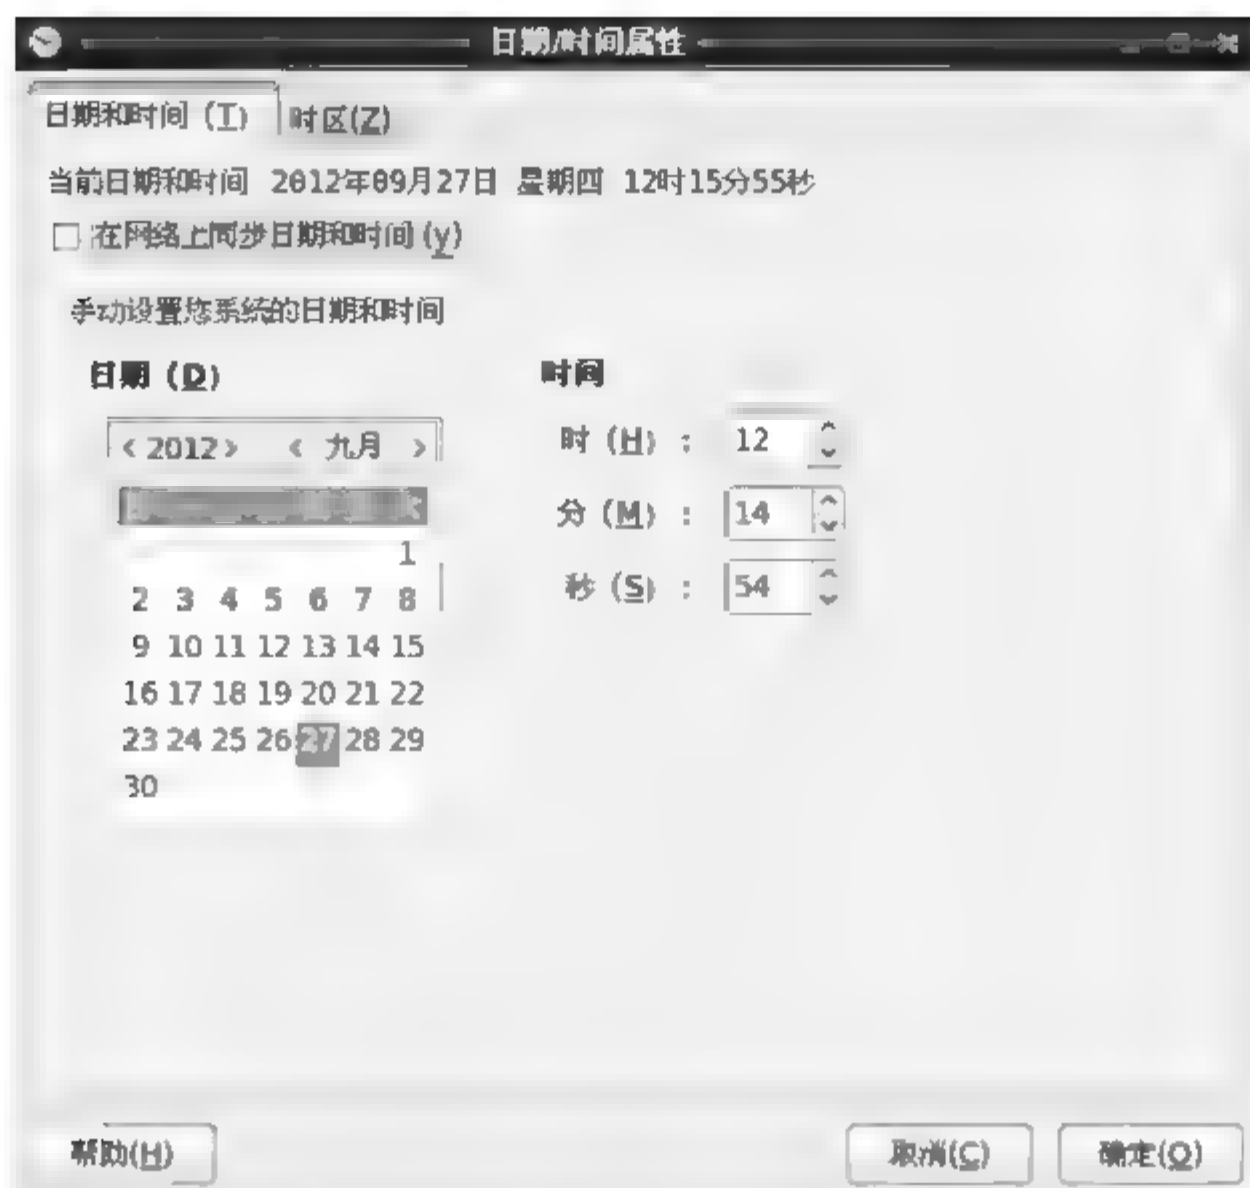 日期/时间属性
日期和时间 (T) 时区(Z)
当前日期和时间 2012年09月27日 星期四 12时15分55秒
在网络上同步日期和时间 (y)
手动设置您系统的日期和时间
日期 (D) 时间
< 2012 > < 九月 > 时 (H) : 12
分 (M) : 14
1
秒 (S) : 54
2 3 4 5 6 7 8
9 10 11 12 13 14 15
16 17 18 19 20 21 22
23 24 25 26 27 28 29
30
帮助(H) 取消(C) 确定(O)